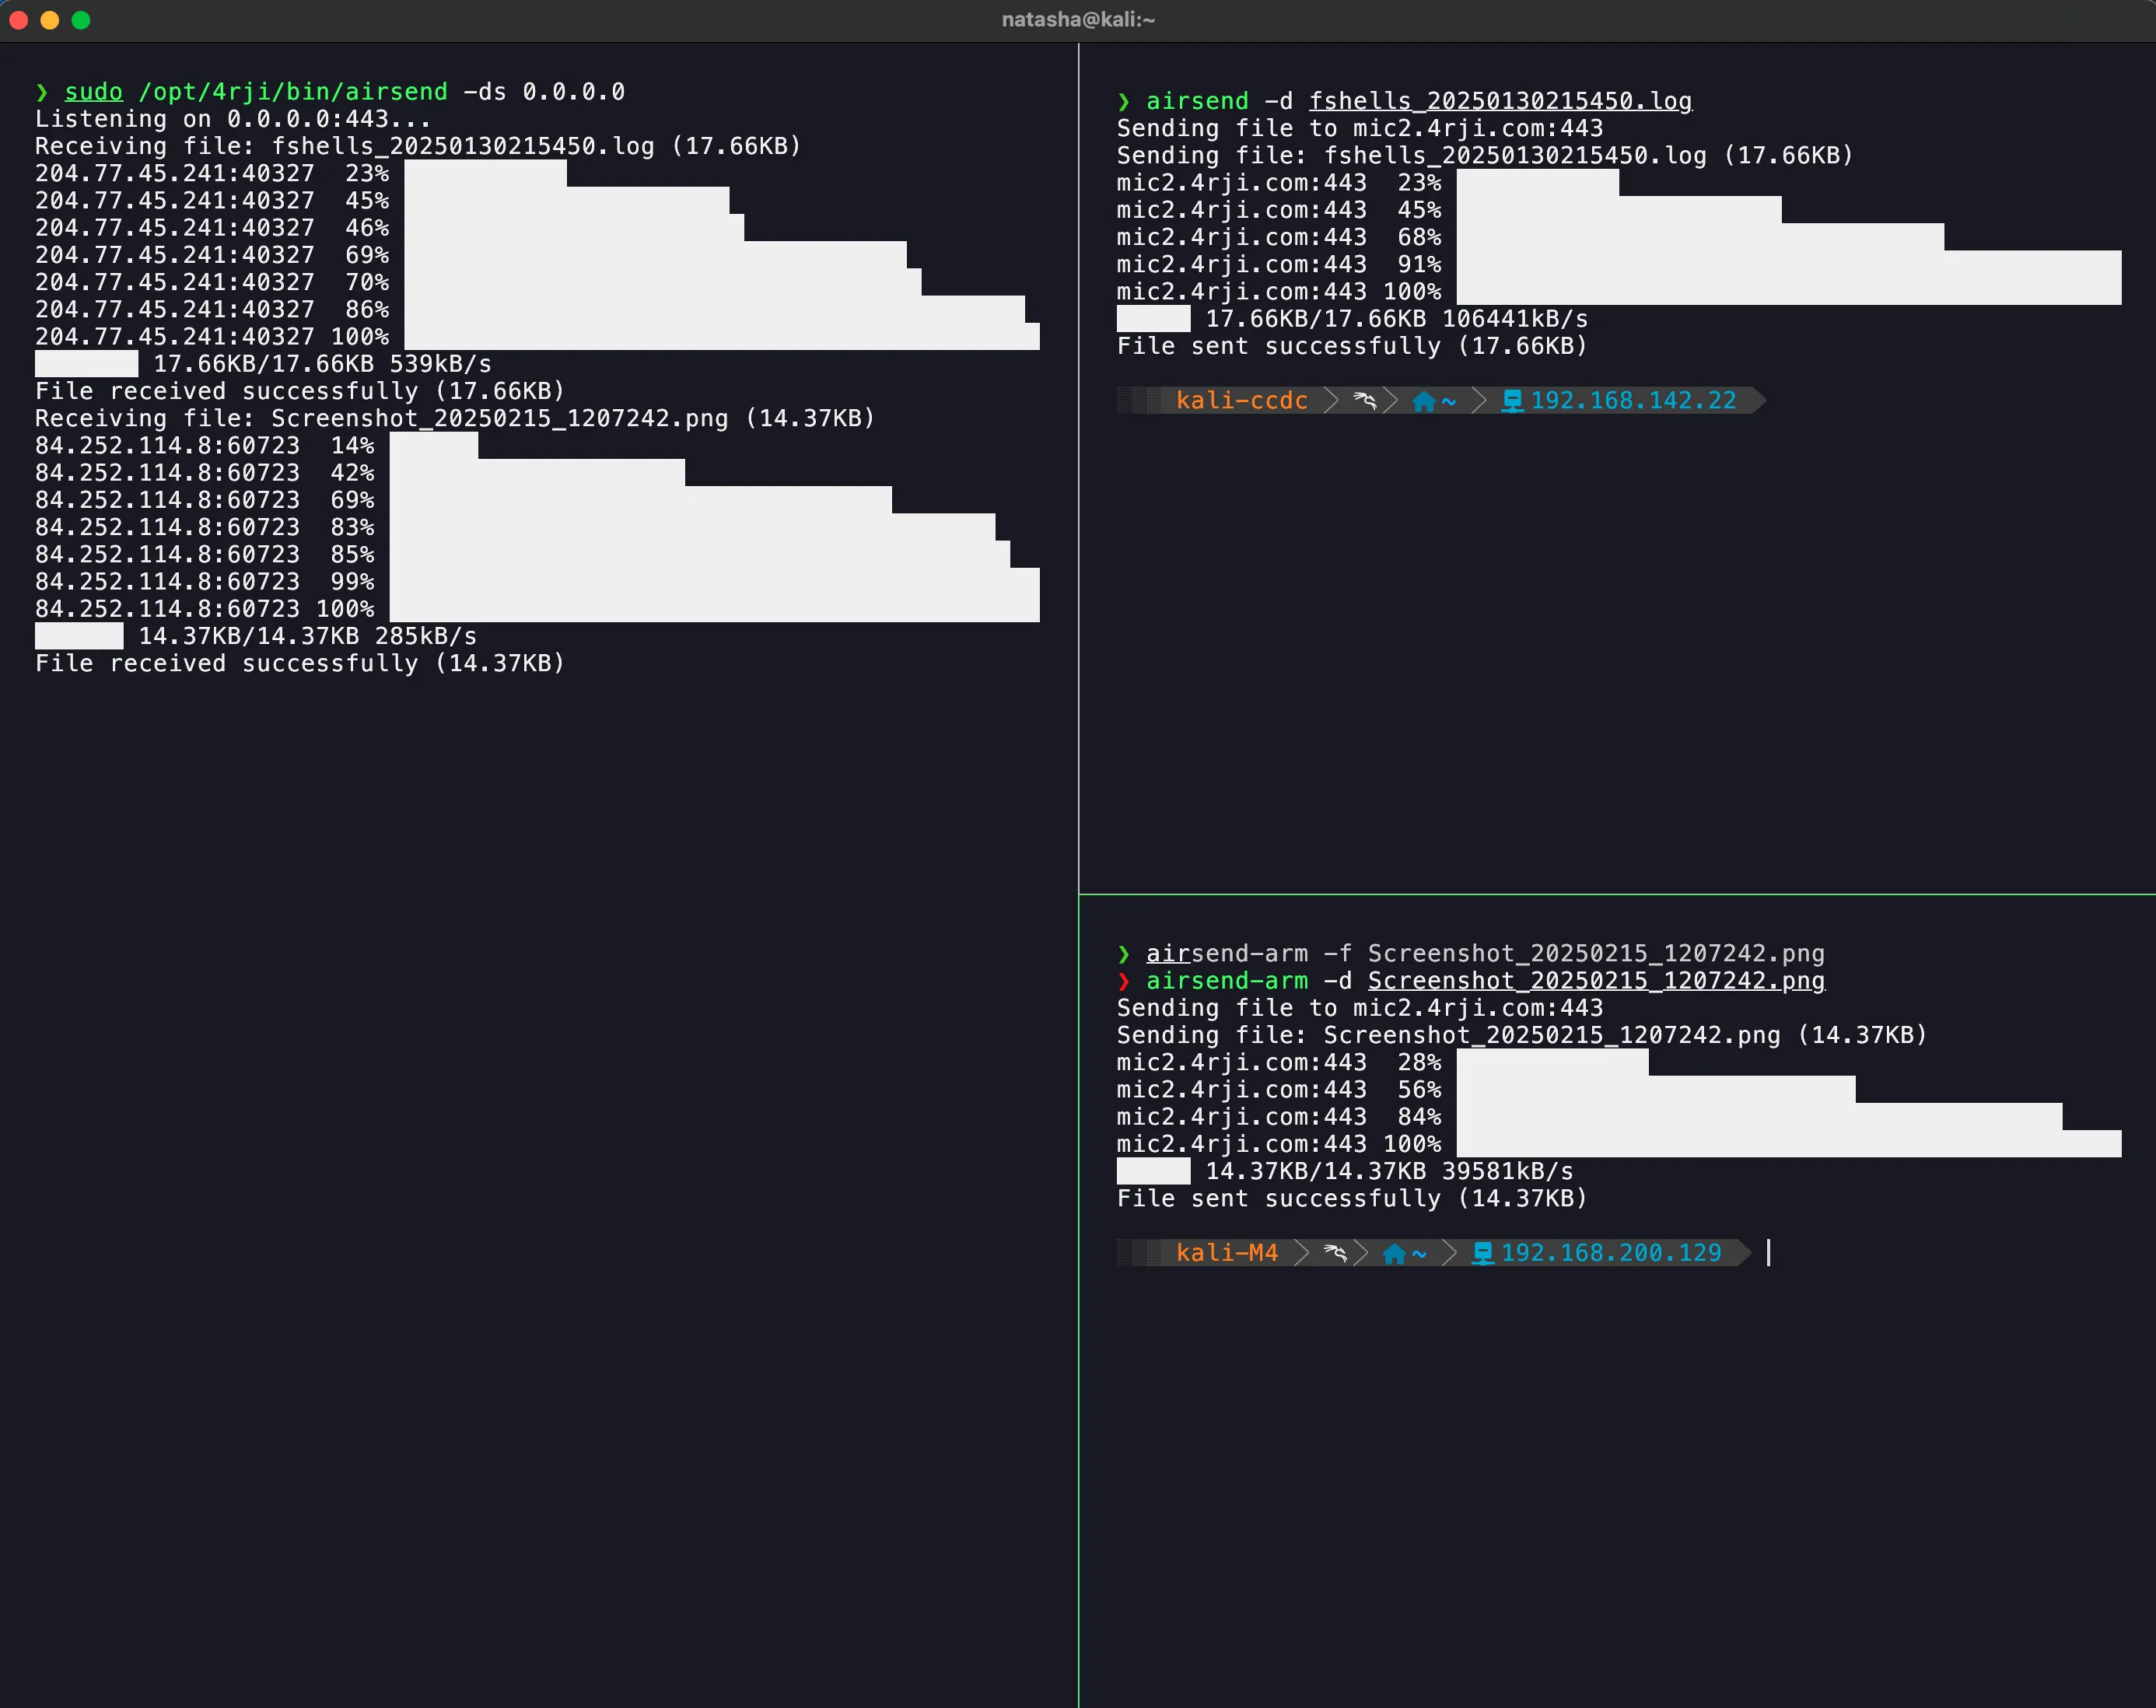 natasha@kali:~
❯ sudo /opt/4rji/bin/airsend -ds 0.0.0.0
Listening on 0.0.0.0:443...
Receiving file: fshells_20250130215450.log (17.66KB)
204.77.45.241:40327  23%
204.77.45.241:40327  45%
204.77.45.241:40327  46%
204.77.45.241:40327  69%
204.77.45.241:40327  70%
204.77.45.241:40327  86%
204.77.45.241:40327 100%
17.66KB/17.66KB 539kB/s
File received successfully (17.66KB)
Receiving file: Screenshot_20250215_1207242.png (14.37KB)
84.252.114.8:60723  14%
84.252.114.8:60723  42%
84.252.114.8:60723  69%
84.252.114.8:60723  83%
84.252.114.8:60723  85%
84.252.114.8:60723  99%
84.252.114.8:60723 100%
14.37KB/14.37KB 285kB/s
File received successfully (14.37KB)
❯ airsend -d fshells_20250130215450.log
Sending file to mic2.4rji.com:443
Sending file: fshells_20250130215450.log (17.66KB)
mic2.4rji.com:443  23%
mic2.4rji.com:443  45%
mic2.4rji.com:443  68%
mic2.4rji.com:443  91%
mic2.4rji.com:443 100%
17.66KB/17.66KB 106441kB/s
File sent successfully (17.66KB)
kali-ccdc ~ 192.168.142.22
❯ airsend-arm -f Screenshot_20250215_1207242.png
❯ airsend-arm -d Screenshot_20250215_1207242.png
Sending file to mic2.4rji.com:443
Sending file: Screenshot_20250215_1207242.png (14.37KB)
mic2.4rji.com:443  28%
mic2.4rji.com:443  56%
mic2.4rji.com:443  84%
mic2.4rji.com:443 100%
14.37KB/14.37KB 39581kB/s
File sent successfully (14.37KB)
kali-M4 ~ 192.168.200.129